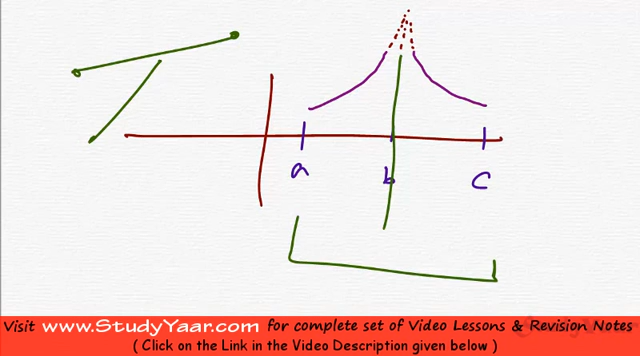 a b c
Visit www.StudyYaar.com for complete set of Video Lessons & Revision Notes
( Click on the Link in the Video Description given below )